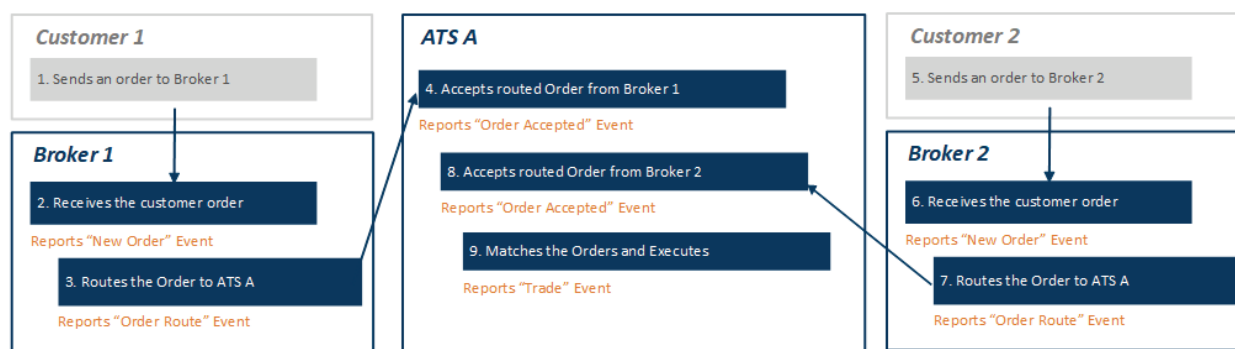 Customer 1
1. Sends an order to Broker 1
Broker 1
2. Receives the customer order
Reports “New Order” Event
3. Routes the Order to ATS A
Reports “Order Route” Event
ATS A
4. Accepts routed Order from Broker 1
Reports “Order Accepted” Event
8. Accepts routed Order from Broker 2
Reports “Order Accepted” Event
9. Matches the Orders and Executes
Reports “Trade” Event
Customer 2
5. Sends an order to Broker 2
Broker 2
6. Receives the customer order
Reports “New Order” Event
7. Routes the Order to ATS A
Reports “Order Route” Event